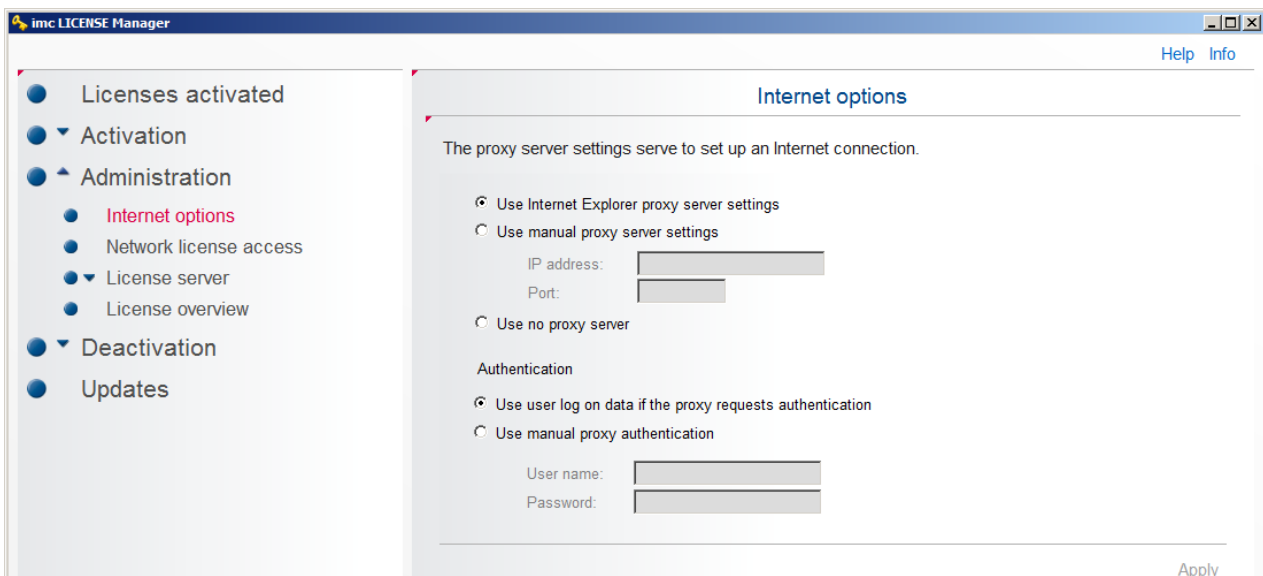 imc LICENSE Manager
Help Info
Licenses activated
Activation
Administration
Internet options
Network license access
License server
License overview
Deactivation
Updates
Internet options
The proxy server settings serve to set up an Internet connection.
Use Internet Explorer proxy server settings
Use manual proxy server settings
IP address:
Port:
Use no proxy server
Authentication
Use user log on data if the proxy requests authentication
Use manual proxy authentication
User name:
Password:
Apply